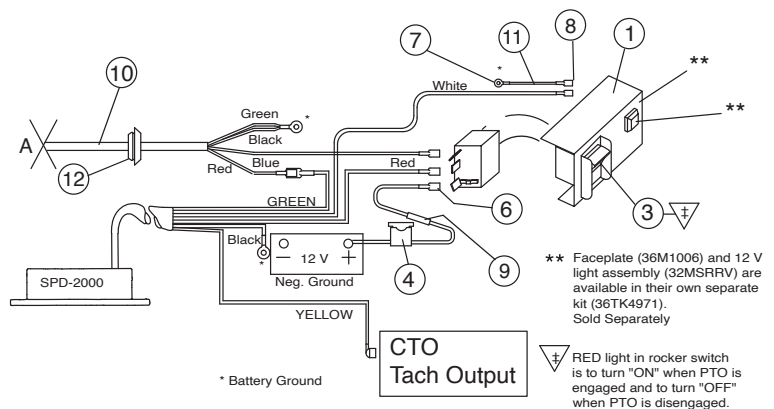 7
11
8
1
*
**
White
**
10
Green
*
A
Black
12
Red
Blue
Red
GREEN
6
3
‡
Black
*
12 V
− +
4
9
Neg. Ground
SPD-2000
YELLOW
** Faceplate (36M1006) and 12 V
light assembly (32MSRRV) are
available in their own separate
kit (36TK4971).
Sold Separately
CTO
Tach Output
* Battery Ground
‡ RED light in rocker switch
is to turn "ON" when PTO is
engaged and to turn "OFF"
when PTO is disengaged.